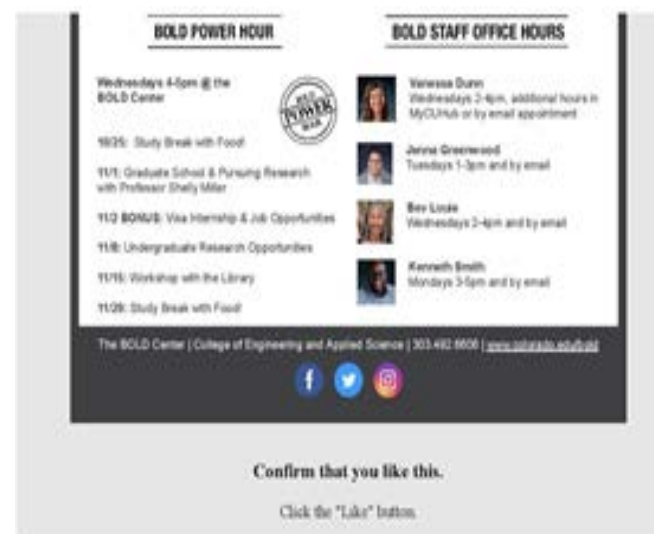 BOLD POWER HOUR
Wednesdays 4-5pm @ the
BOLD Center
BOLD
POWER
HOUR
10/25: Study Break with Food!
11/1: Graduate School & Pursuing Research
with Professor Shelly Miller
11/2 BONUS: Visa Internship & Job Opportunities
11/8: Undergraduate Research Opportunities
11/15: Workshop with the Library
11/29: Study Break with Food!
BOLD STAFF OFFICE HOURS
Vanessa Dunn
Wednesdays 2-4pm, additional hours in
MyCUHub or by email appointment
Jenna Greenwood
Tuesdays 1-3pm and by email
Bev Louie
Wednesdays 2-4pm and by email
Kenneth Smith
Mondays 3-5pm and by email
The BOLD Center | College of Engineering and Applied Science | 303.492.6606 | www.colorado.edu/bold
Confirm that you like this.
Click the "Like" button.